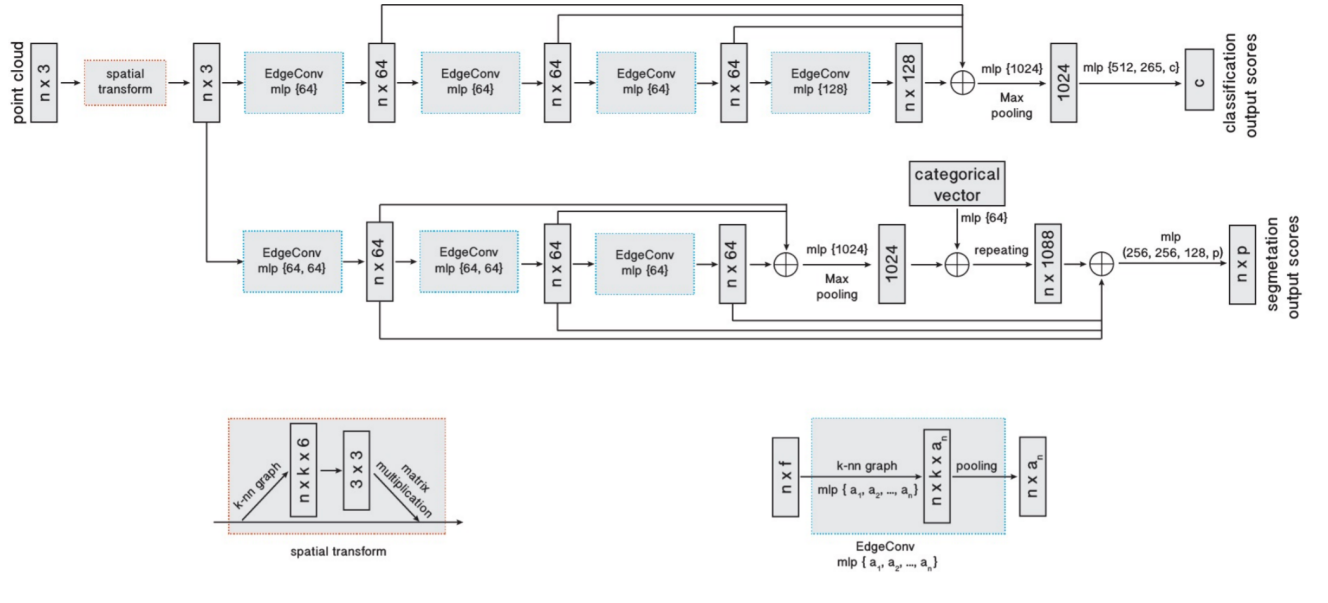 point cloud
n x 3
spatial
transform
n x 3
EdgeConv
mlp {64}
n x 64
EdgeConv
mlp {64}
n x 64
EdgeConv
mlp {64}
n x 64
EdgeConv
mlp {128}
n x 128
mlp {1024}
Max
pooling
1024
mlp {512, 265, c}
c
classification
output scores
categorical
vector
mlp {64}
EdgeConv
mlp {64, 64}
n x 64
EdgeConv
mlp {64, 64}
n x 64
EdgeConv
mlp {64}
n x 64
mlp {1024}
Max
pooling
1024
repeating
n x 1088
mlp
(256, 256, 128, p)
n x p
segmetation
output scores
k-nn graph
n x k x 6
3 x 3
matrix
multiplication
spatial transform
n x f
k-nn graph
mlp { a1, a2, ..., an}
n x k x an
pooling
n x an
EdgeConv
mlp { a1, a2, ..., an}